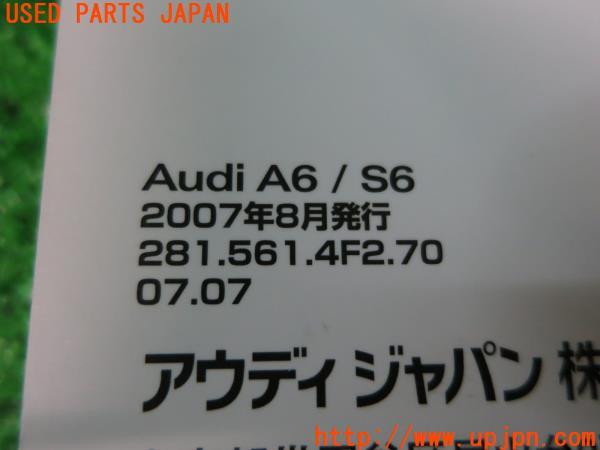 USED PARTS JAPAN
Audi A6 / S6
2007年8月発行
281.561.4F2.70
07.07
アウディ ジャパン 株
http://www.upjpn.com